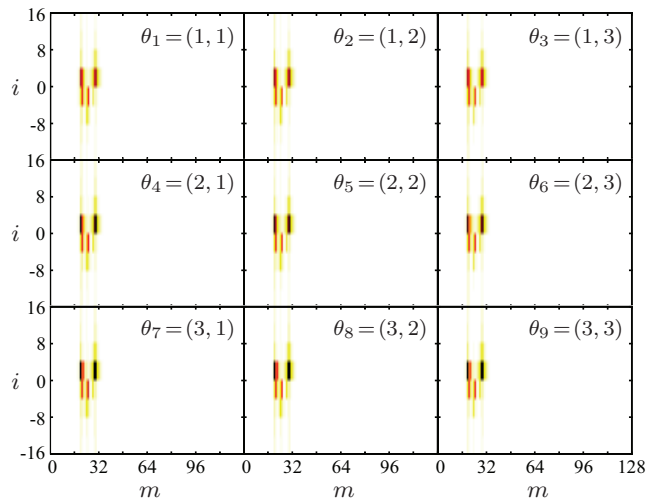 16
θ₁=(1, 1) θ₂=(1, 2) θ₃=(1, 3)
i 0
-8
16
θ₄=(2, 1) θ₅=(2, 2) θ₆=(2, 3)
8
i 0
-8
16
θ₇=(3, 1) θ₈=(3, 2) θ₉=(3, 3)
8
i 0
-8
-16
0 32 64 96 0 32 64 96 0 32 64 96 128
m m m